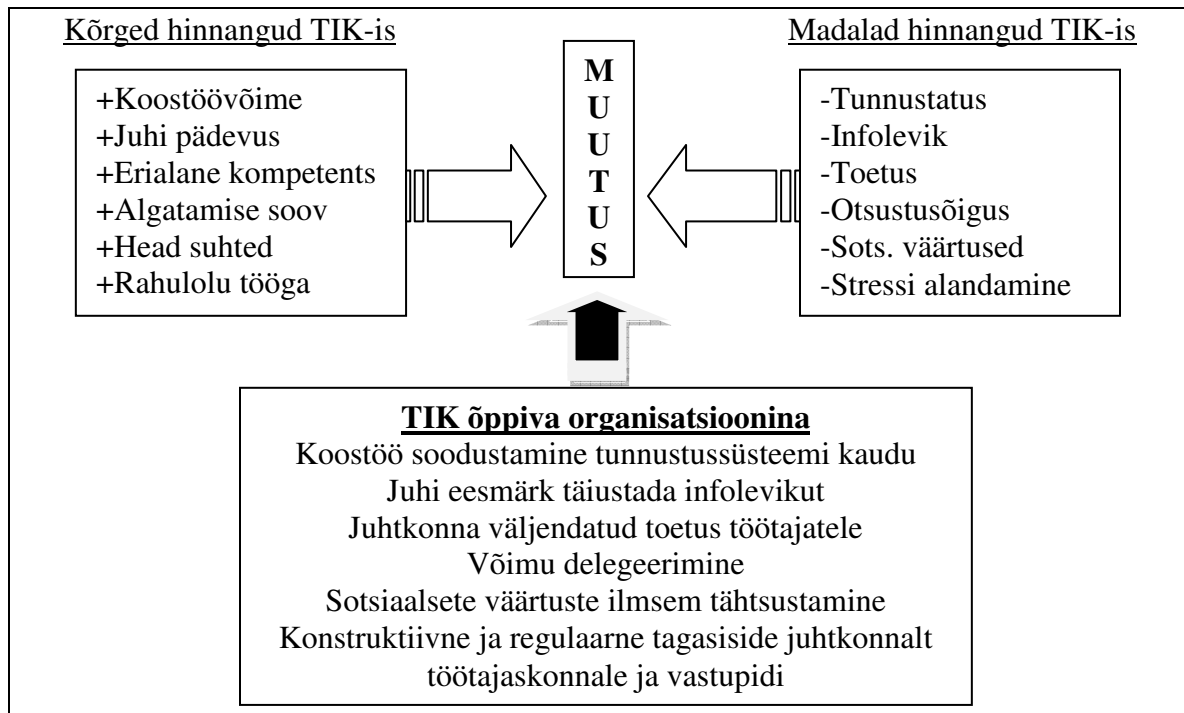 Kõrged hinnangud TIK-is
+Koostöövõime
+Juhi pädevus
+Erialane kompetents
+Algatamise soov
+Head suhted
+Rahulolu tööga
M
U
U
T
U
S
Madalad hinnangud TIK-is
-Tunnustatus
-Infolevik
-Toetus
-Otsustusõigus
-Sots. väärtused
-Stressi alandamine
TIK õppiva organisatsioonina
Koostöö soodustamine tunnustussüsteemi kaudu
Juhi eesmärk täiustada infolevikut
Juhtkonna väljendatud toetus töötajatele
Võimu delegeerimine
Sotsiaalsete väärtuste ilmsem tähtsustamine
Konstruktiivne ja regulaarne tagasiside juhtkonnalt
töötajaskonnale ja vastupidi